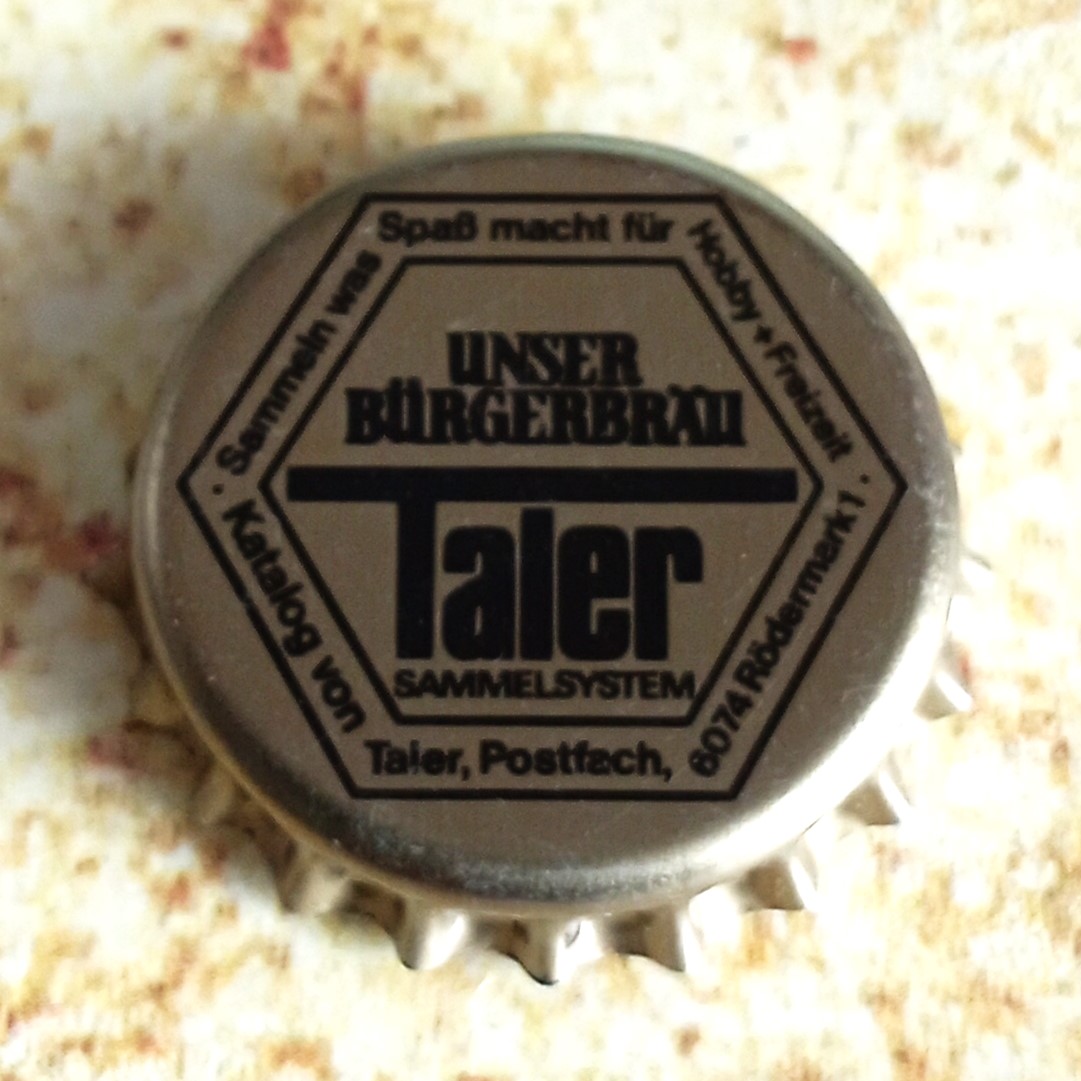 Sammeln was Spaß macht für Hobby + Freizeit ·
UNSER
BÜRGERBRÄU
Taler
SAMMELSYSTEM
· Katalog von Taler, Postfach, 6074 Rödermark 1